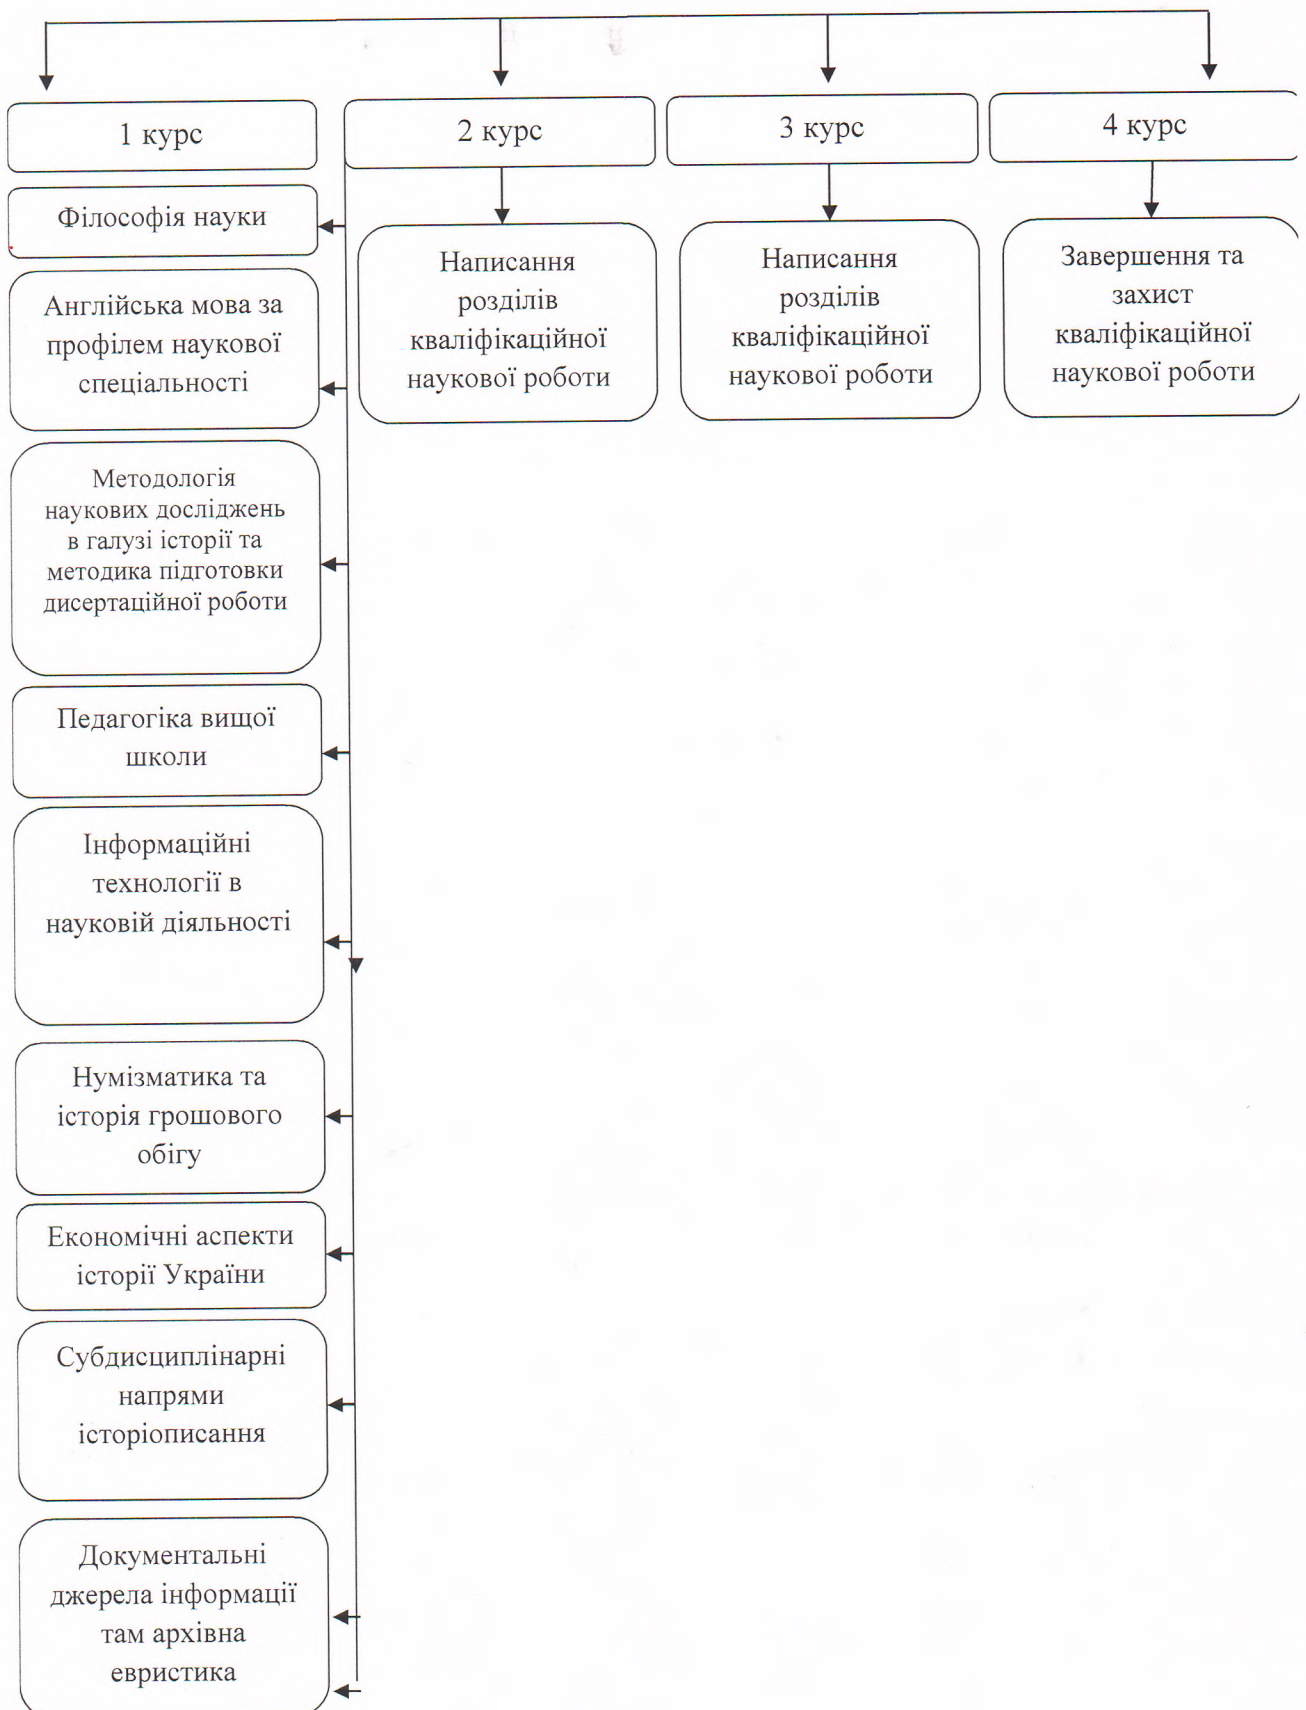 1 курс
2 курс
3 курс
4 курс
Філософія науки
Англійська мова за
профілем наукової
спеціальності
Методологія
наукових досліджень
в галузі історії та
методика підготовки
дисертаційної роботи
Педагогіка вищої
школи
Інформаційні
технології в
науковій діяльності
Нумізматика та
історія грошового
обігу
Економічні аспекти
історії України
Субдисциплінарні
напрями
історіописання
Документальні
джерела інформації
там архівна
евристика
Написання
розділів
кваліфікаційної
наукової роботи
Написання
розділів
кваліфікаційної
наукової роботи
Завершення та
захист
кваліфікаційної
наукової роботи